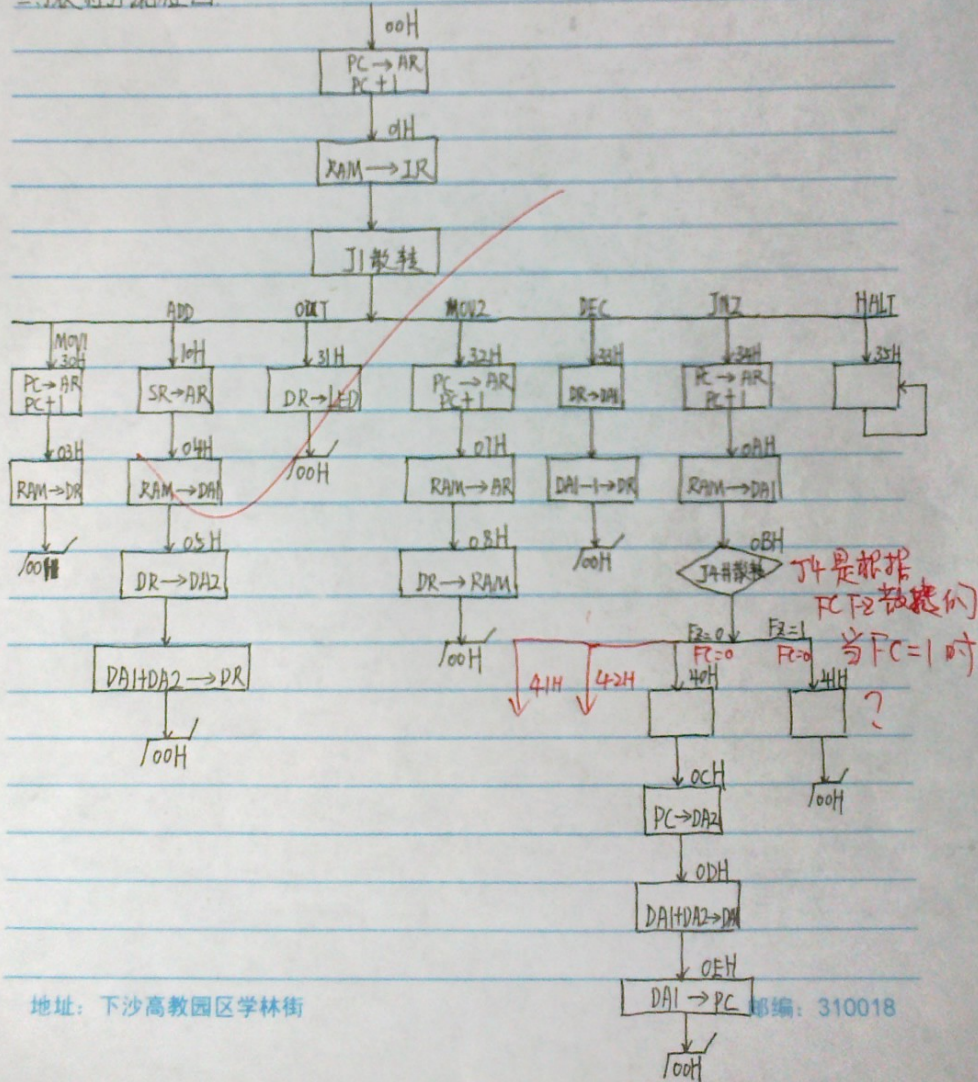 00H
PC→AR
PC+1
01H
RAM→IR
J1散转
MOV1 ADD OUT MOV2 DEC JNZ HALT
30H 10H 31H 32H 33H 34H 35H
PC→AR
PC+1
SR→AR
DR→LED
PC→AR
PC+1
DR→DA1
PC→AR
PC+1
03H 04H 00H 07H 0AH
RAM→DR
RAM→DA1
RAM→AR
DA1-1→DR
RAM→DA1
00H 05H 08H 00H 0BH
DR→DA2
DR→RAM
J4#散转
J4是根据
FC FZ散转的
当FC=1时
?
00H
FZ=0 FZ=1
FC=0 FC=0
41H 42H 40H 41H
DA1+DA2→DR
00H
0CH 00H
PC→DA2
0DH
DA1+DA2→DA1
0EH
DA1→PC
地址：下沙高教园区学林街 邮编：310018
00H